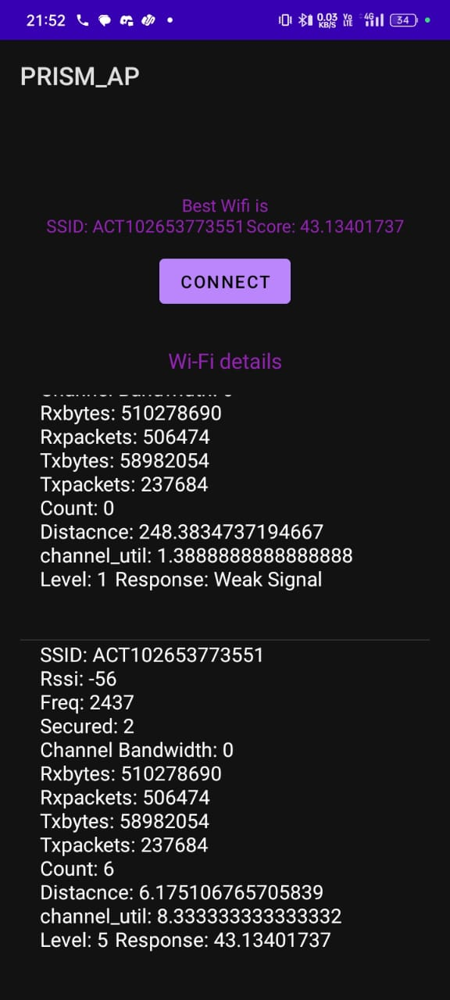 21:52
0.03 KB/S
Vo LTE
4G
34
PRISM_AP
Best Wifi is
SSID: ACT102653773551Score: 43.13401737
CONNECT
Wi-Fi details
Rxbytes: 510278690
Rxpackets: 506474
Txbytes: 58982054
Txpackets: 237684
Count: 0
Distacnce: 248.3834737194667
channel_util: 1.3888888888888888
Level: 1 Response: Weak Signal
SSID: ACT102653773551
Rssi: -56
Freq: 2437
Secured: 2
Channel Bandwidth: 0
Rxbytes: 510278690
Rxpackets: 506474
Txbytes: 58982054
Txpackets: 237684
Count: 6
Distacnce: 6.175106765705839
channel_util: 8.333333333333332
Level: 5 Response: 43.13401737